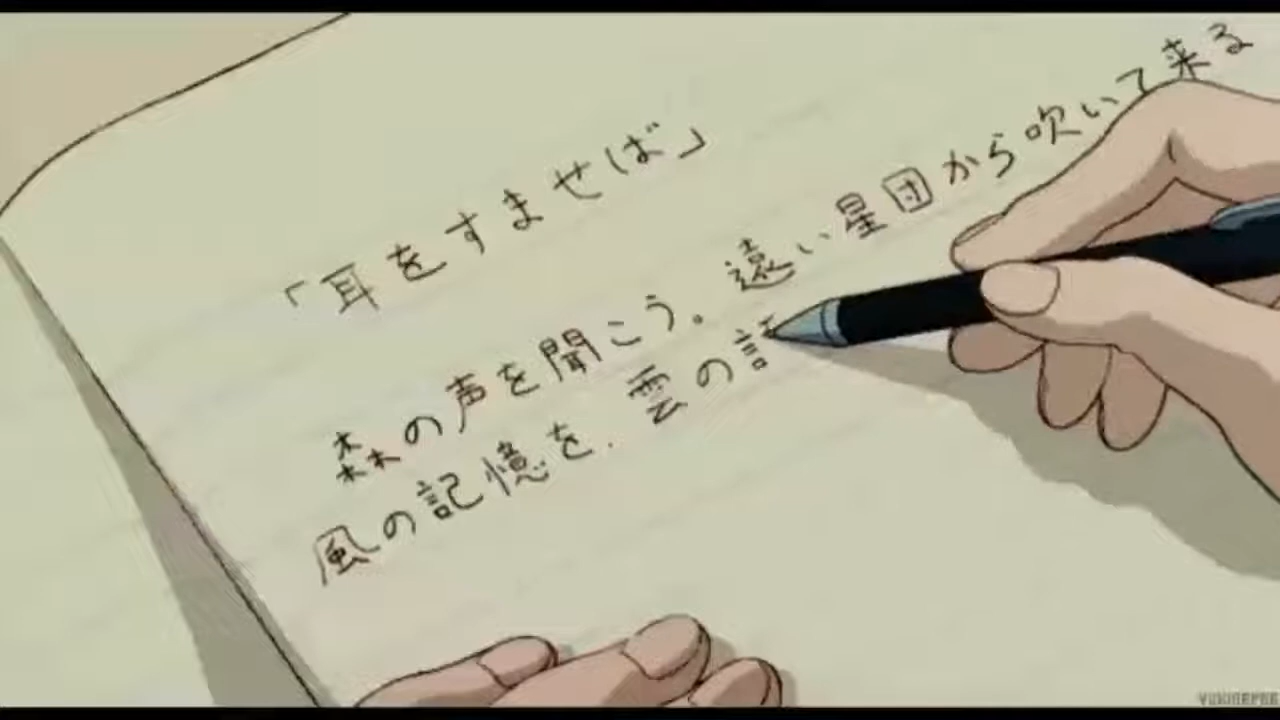 「耳をすませば」
森の声を聞こう。遠い星団から吹いて来る
風の記憶を、雲の話